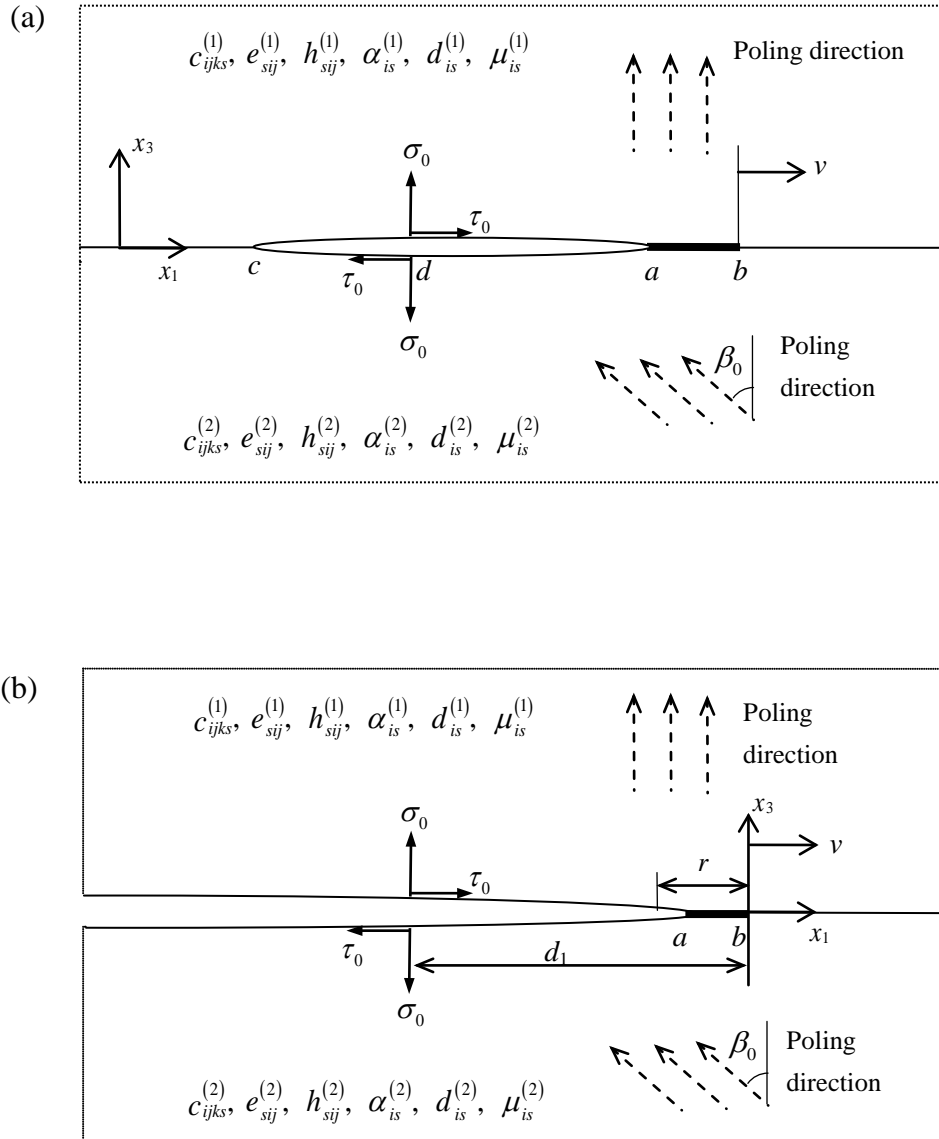 (a)
c_{ijks}^{(1)}, e_{sij}^{(1)}, h_{sij}^{(1)}, α_{is}^{(1)}, d_{is}^{(1)}, μ_{is}^{(1)}
Poling direction
x_3
σ_0
v
τ_0
x_1
c
τ_0
d
a
b
σ_0
β_0
Poling
direction
c_{ijks}^{(2)}, e_{sij}^{(2)}, h_{sij}^{(2)}, α_{is}^{(2)}, d_{is}^{(2)}, μ_{is}^{(2)}
(b)
c_{ijks}^{(1)}, e_{sij}^{(1)}, h_{sij}^{(1)}, α_{is}^{(1)}, d_{is}^{(1)}, μ_{is}^{(1)}
Poling
direction
σ_0
x_3
v
r
τ_0
a
b
x_1
τ_0
d_1
σ_0
β_0
Poling
direction
c_{ijks}^{(2)}, e_{sij}^{(2)}, h_{sij}^{(2)}, α_{is}^{(2)}, d_{is}^{(2)}, μ_{is}^{(2)}